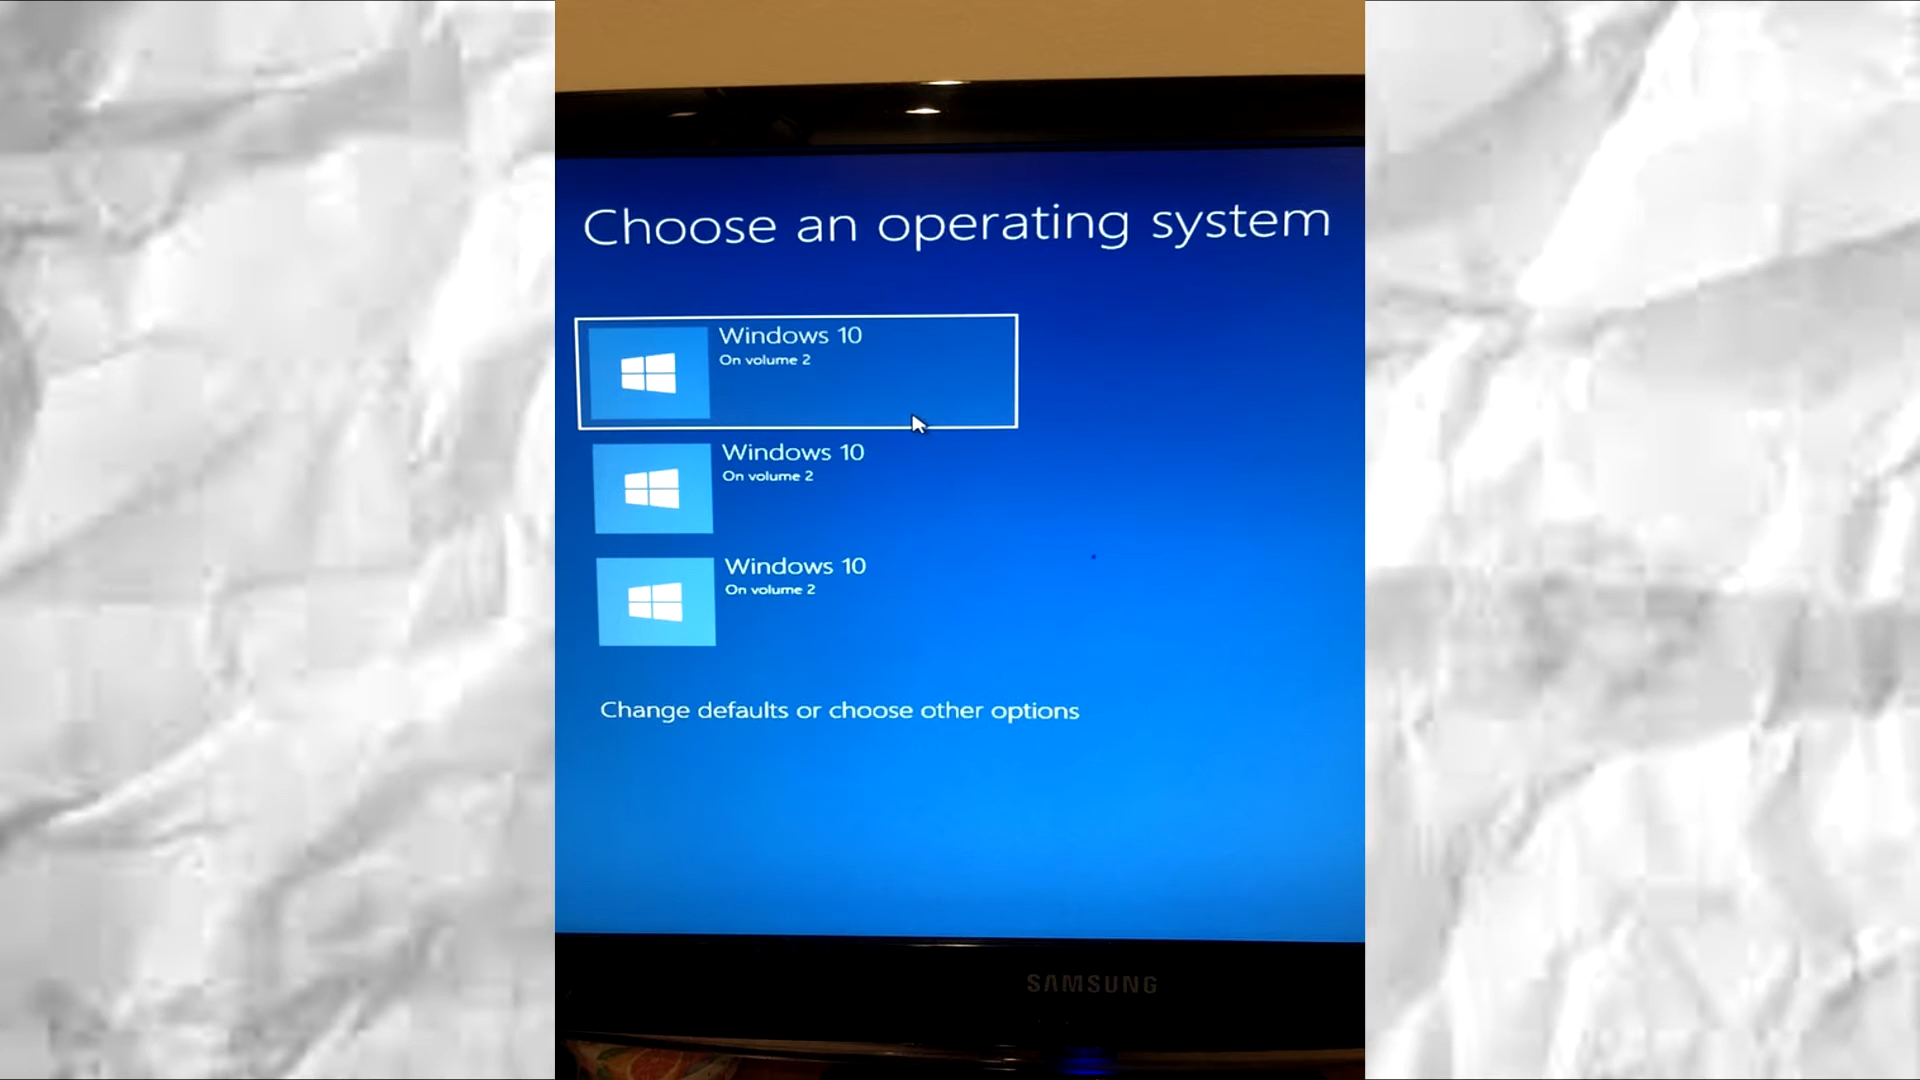 Choose an operating system
Windows 10
On volume 2
Windows 10
On volume 2
Windows 10
On volume 2
Change defaults or choose other options
SAMSUNG